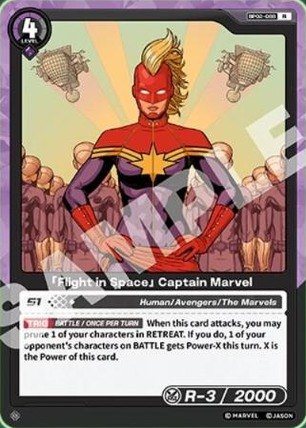 4
LEVEL
BP02-088 R
SAMPLE
「Flight in Space」 Captain Marvel
S1
Human/Avengers/The Marvels
TRIG BATTLE / ONCE PER TURN When this card attacks, you may
prune 1 of your characters in RETREAT. If you do, 1 of your
opponent's characters on BATTLE gets Power-X this turn. X is
the Power of this card.
R-3 / 2000
© MARVEL © JASON